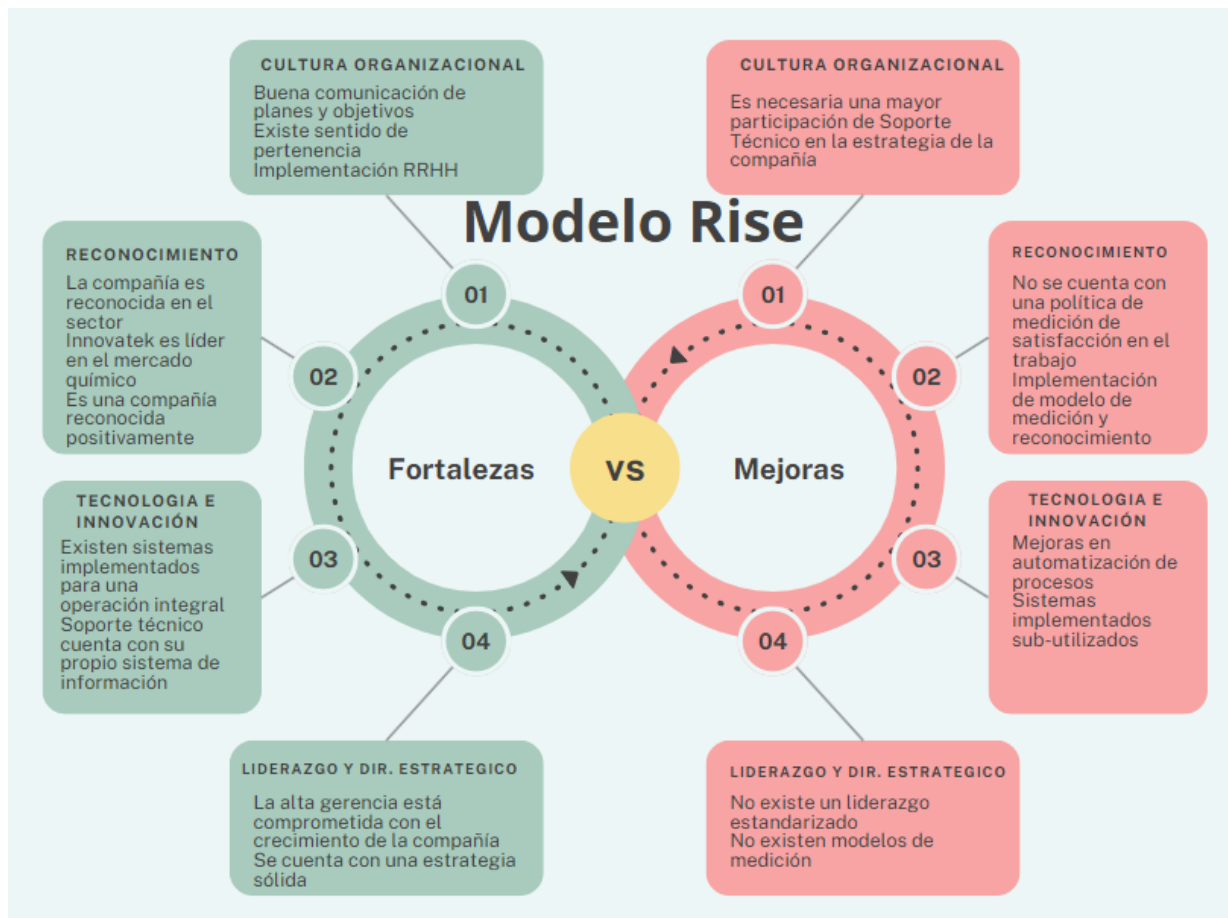 CULTURA ORGANIZACIONAL
Buena comunicación de
planes y objetivos
Existe sentido de
pertenencia
Implementación RRHH
CULTURA ORGANIZACIONAL
Es necesaria una mayor
participación de Soporte
Técnico en la estrategia de la
compañía
Modelo Rise
RECONOCIMIENTO
La compañía es
reconocida en el
sector
Innovatek es líder
en el mercado
químico
Es una compañía
reconocida
positivamente
RECONOCIMIENTO
No se cuenta con
una política de
medición de
satisfacción en el
trabajo
Implementación
de modelo de
medición y
reconocimiento
01
02
03
04
Fortalezas
VS
Mejoras
01
02
03
04
TECNOLOGIA E
INNOVACIÓN
Existen sistemas
implementados
para una
operación integral
Soporte técnico
cuenta con su
propio sistema de
información
TECNOLOGIA E
INNOVACIÓN
Mejoras en
automatización de
procesos
Sistemas
implementados
sub-utilizados
LIDERAZGO Y DIR. ESTRATEGICO
La alta gerencia está
comprometida con el
crecimiento de la compañía
Se cuenta con una estrategia
sólida
LIDERAZGO Y DIR. ESTRATEGICO
No existe un liderazgo
estandarizado
No existen modelos de
medición